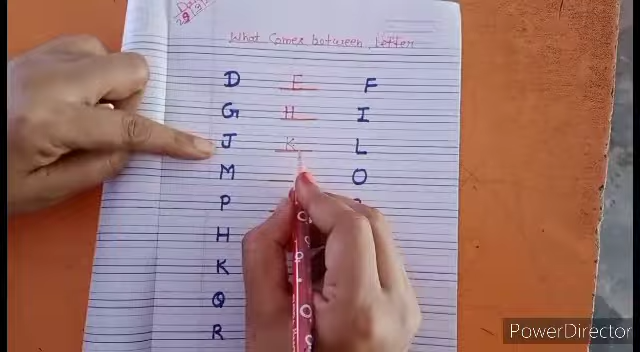 What Comes between Letter
D E F
G H I
J K L
M O
P
H
K
Q
R
PowerDirector